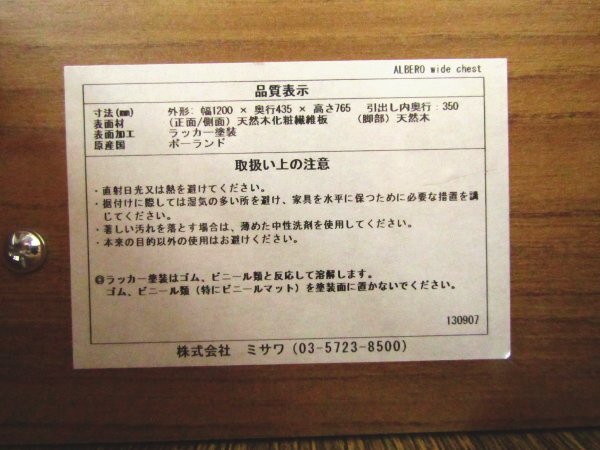 ALBERO wide chest
品質表示
寸法(mm) 外形: 幅1200 × 奥行435 × 高さ765 引出し内奥行:350
表面材 (正面/側面) 天然木化粧繊維板 (脚部) 天然木
表面加工 ラッカー塗装
原産国 ポーランド
取扱い上の注意
・直射日光又は熱を避けてください。
・据付けに際しては湿気の多い所を避け、家具を水平に保つために必要な措置を講
じてください。
・著しい汚れを落とす場合は、薄めた中性洗剤を使用してください。
・本来の目的以外の使用はお避けください。
◎ラッカー塗装はゴム、ビニール類と反応して溶解します。
ゴム、ビニール類（特にビニールマット）を塗装面に置かないでください。
130907
株式会社 ミサワ(03-5723-8500)